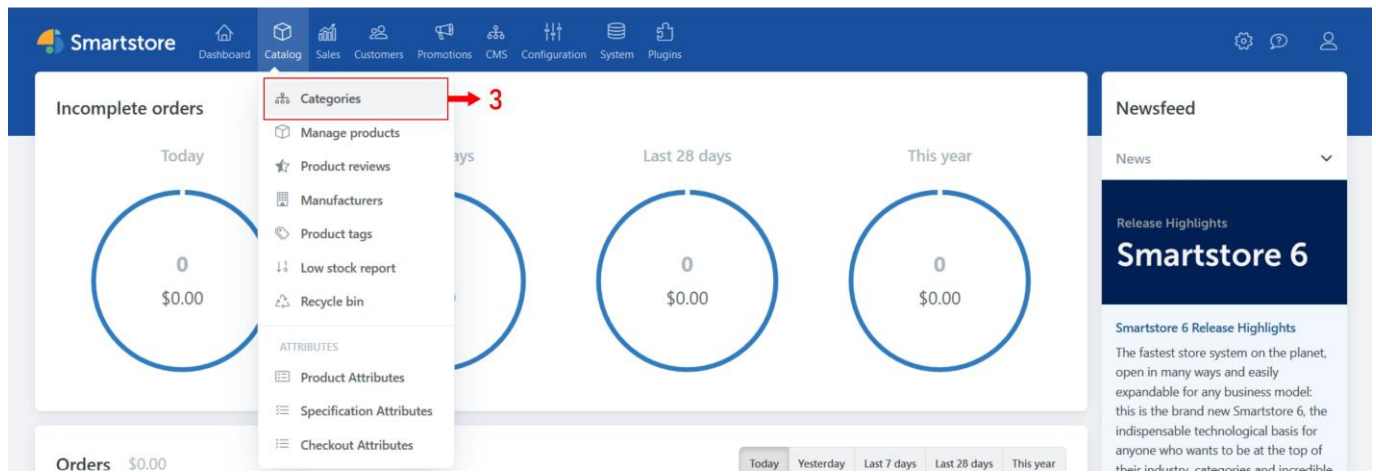 Smartstore
Dashboard Catalog Sales Customers Promotions CMS Configuration System Plugins
Incomplete orders
Today
ays
Last 28 days
This year
0
$0.00
0
$0.00
0
$0.00
Categories
3
Manage products
Product reviews
Manufacturers
Product tags
Low stock report
Recycle bin
ATTRIBUTES
Product Attributes
Specification Attributes
Checkout Attributes
Orders $0.00
Today Yesterday Last 7 days Last 28 days This year
Newsfeed
News
Release Highlights
Smartstore 6
Smartstore 6 Release Highlights
The fastest store system on the planet,
open in many ways and easily
expandable for any business model:
this is the brand new Smartstore 6, the
indispensable technological basis for
anyone who wants to be at the top of
their industry, categories and incredible